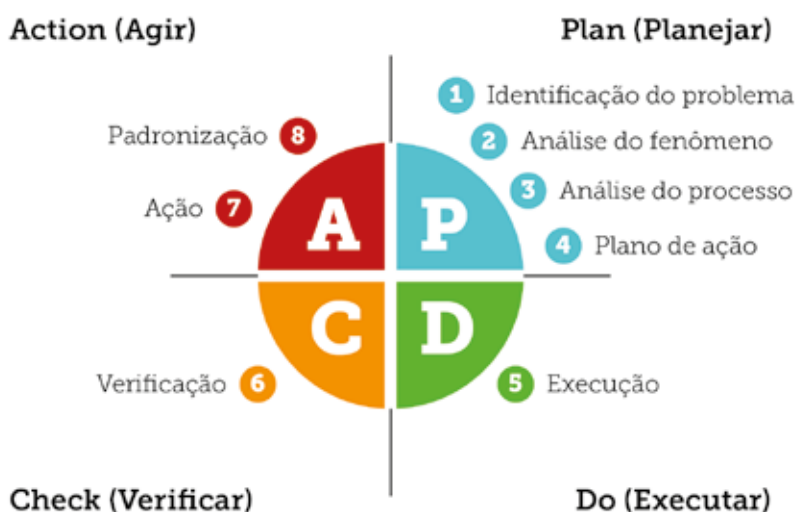 Action (Agir)
Plan (Planejar)
1 Identificação do problema
Padronização 8
2 Análise do fenômeno
3 Análise do processo
Ação 7
A P
4 Plano de ação
C D
Verificação 6
5 Execução
Check (Verificar)
Do (Executar)